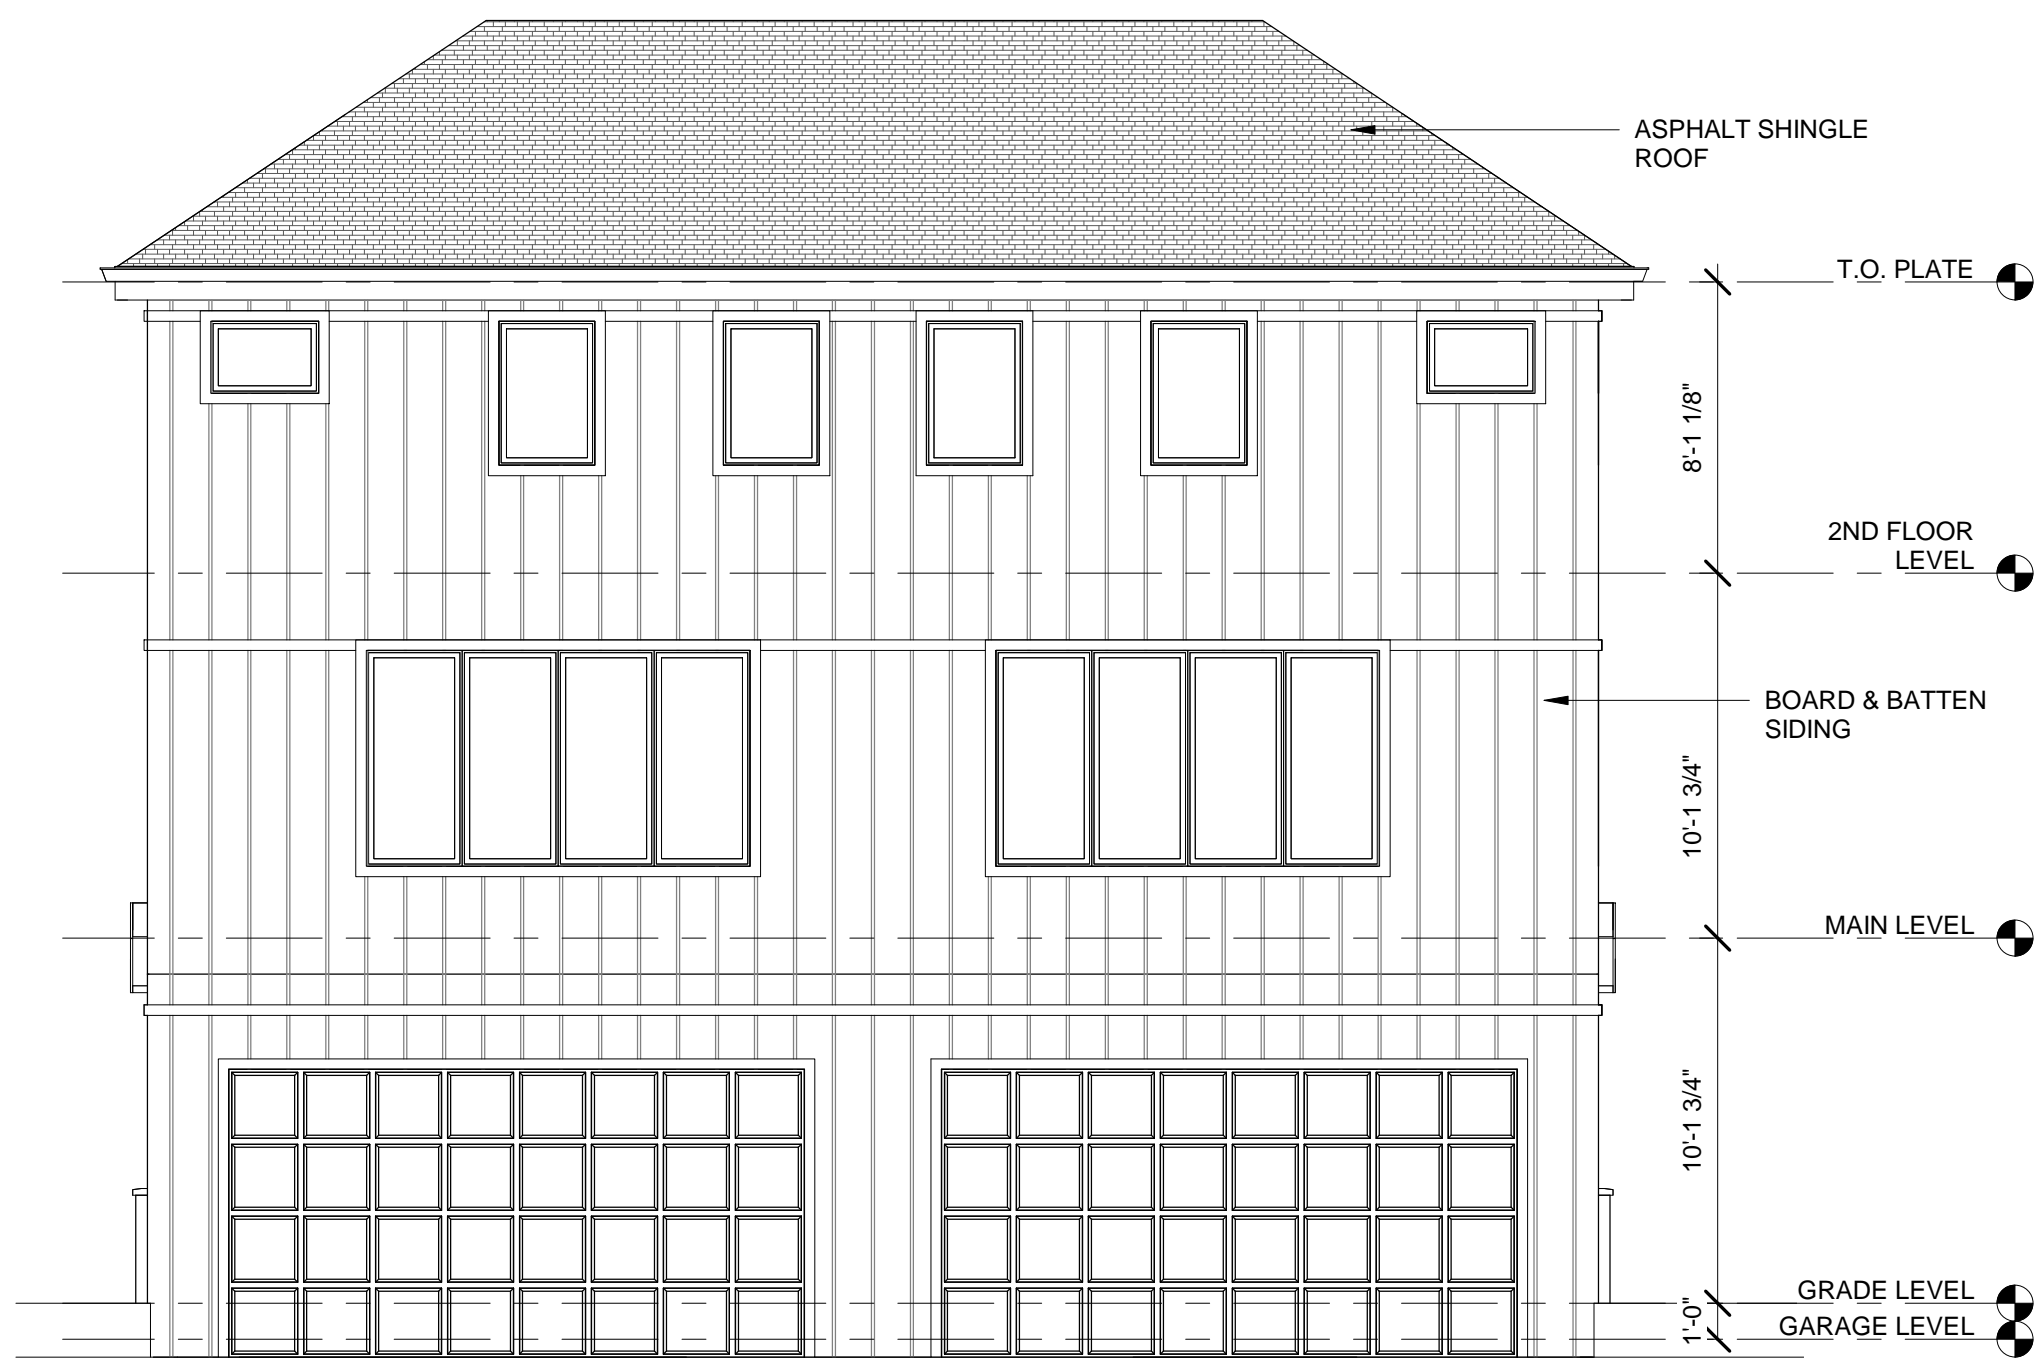 ASPHALT SHINGLE
ROOF
T.O. PLATE
8'-1 1/8"
2ND FLOOR
LEVEL
BOARD & BATTEN
SIDING
10'-1 3/4"
MAIN LEVEL
10'-1 3/4"
GRADE LEVEL
1'-0"
GARAGE LEVEL